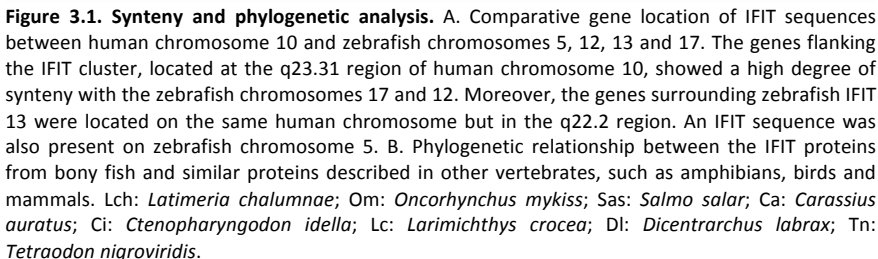 Figure 3.1. Synteny and phylogenetic analysis. A. Comparative gene location of IFIT sequences
between human chromosome 10 and zebrafish chromosomes 5, 12, 13 and 17. The genes flanking
the IFIT cluster, located at the q23.31 region of human chromosome 10, showed a high degree of
synteny with the zebrafish chromosomes 17 and 12. Moreover, the genes surrounding zebrafish IFIT
13 were located on the same human chromosome but in the q22.2 region. An IFIT sequence was
also present on zebrafish chromosome 5. B. Phylogenetic relationship between the IFIT proteins
from bony fish and similar proteins described in other vertebrates, such as amphibians, birds and
mammals. Lch: Latimeria chalumnae; Om: Oncorhynchus mykiss; Sas: Salmo salar; Ca: Carassius
auratus; Ci: Ctenopharyngodon idella; Lc: Larimichthys crocea; Dl: Dicentrarchus labrax; Tn:
Tetraodon nigroviridis.